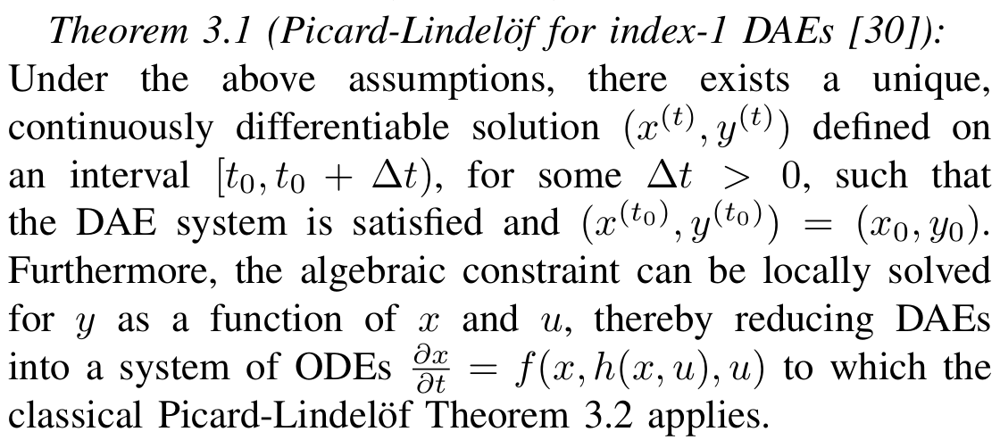 Theorem 3.1 (Picard-Lindelöf for index-1 DAEs [30]):
Under the above assumptions, there exists a unique,
continuously differentiable solution $(x^{(t)}, y^{(t)})$ defined on
an interval $[t_0, t_0 + \Delta t)$, for some $\Delta t > 0$, such that
the DAE system is satisfied and $(x^{(t_0)}, y^{(t_0)}) = (x_0, y_0)$.
Furthermore, the algebraic constraint can be locally solved
for $y$ as a function of $x$ and $u$, thereby reducing DAEs
into a system of ODEs $\frac{\partial x}{\partial t} = f(x, h(x, u), u)$ to which the
classical Picard-Lindelöf Theorem 3.2 applies.